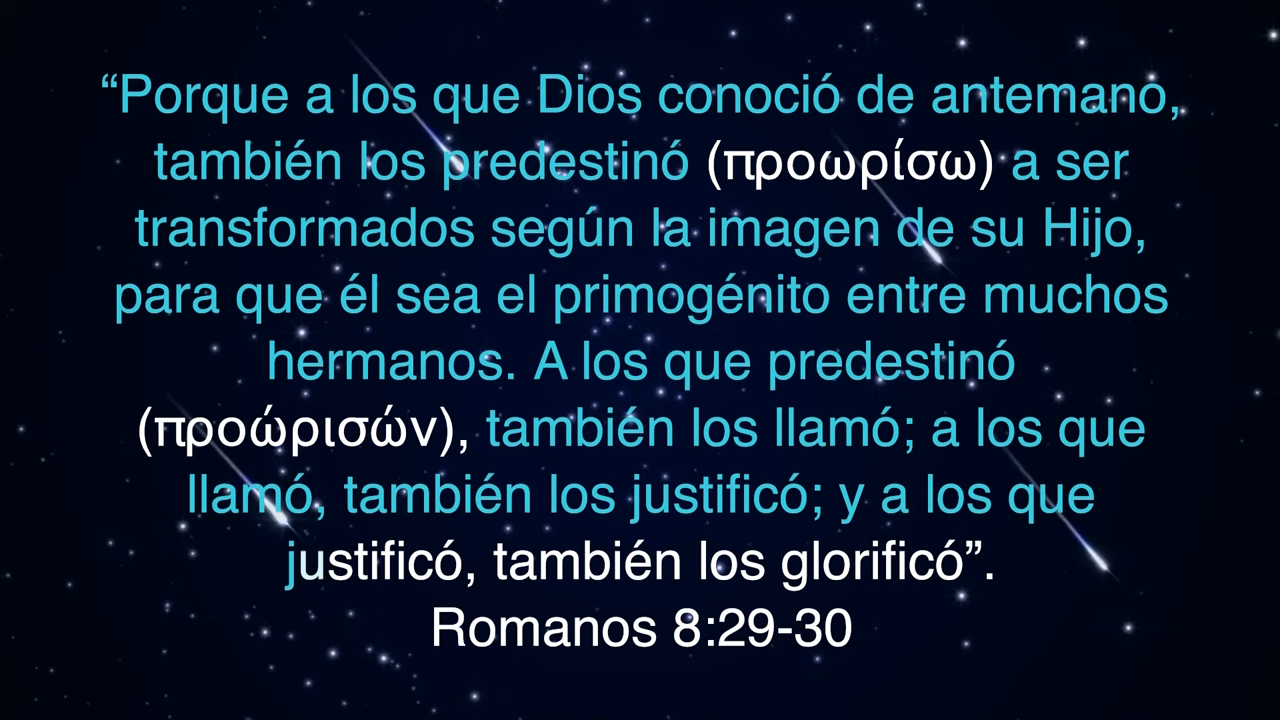 “Porque a los que Dios conoció de antemano,
también los predestinó (προωρίσω) a ser
transformados según la imagen de su Hijo,
para que él sea el primogénito entre muchos
hermanos. A los que predestinó
(προώρισών), también los llamó; a los que
llamó, también los justificó; y a los que
justificó, también los glorificó”.
Romanos 8:29-30